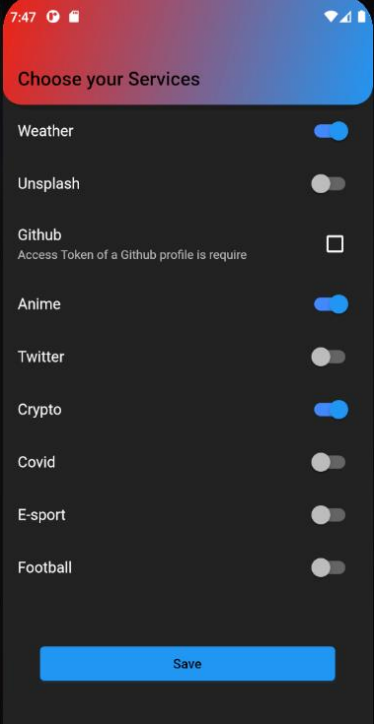 7:47
Choose your Services
Weather
Unsplash
Github
Access Token of a Github profile is require
Anime
Twitter
Crypto
Covid
E-sport
Football
Save